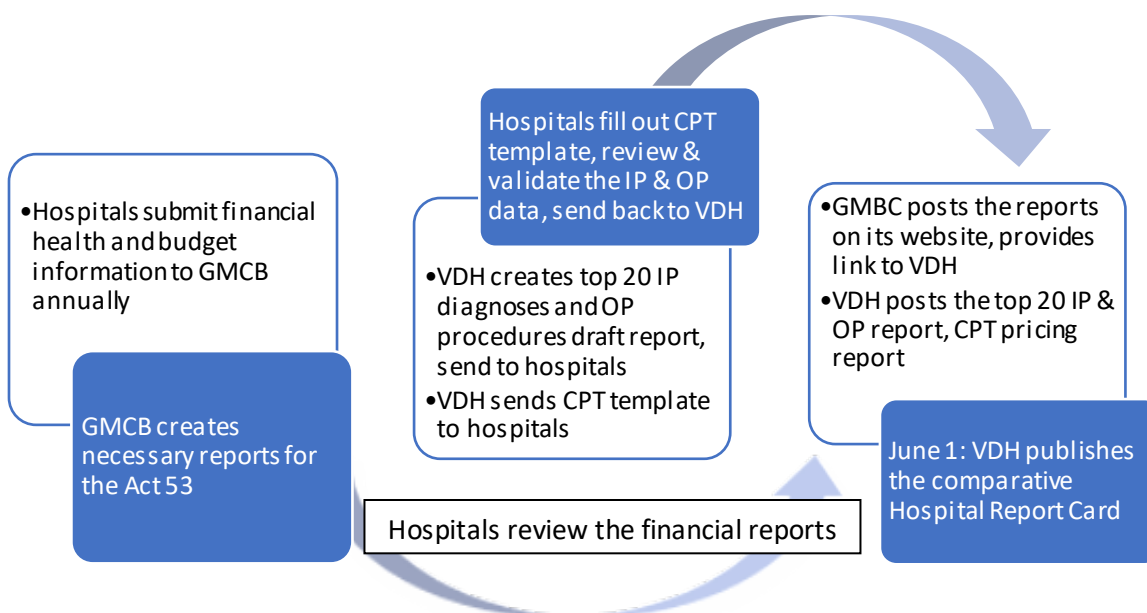 •Hospitals submit financial
health and budget
information to GMCB
annually
GMCB creates
necessary reports for
the Act 53
Hospitals fill out CPT
template, review &
validate the IP & OP
data, send back to VDH
•VDH creates top 20 IP
diagnoses and OP
procedures draft report,
send to hospitals
•VDH sends CPT template
to hospitals
Hospitals review the financial reports
•GMBC posts the reports
on its website, provides
link to VDH
•VDH posts the top 20 IP &
OP report, CPT pricing
report
June 1: VDH publishes
the comparative
Hospital Report Card